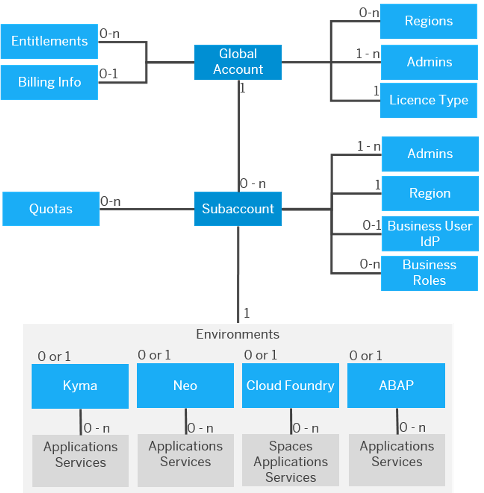 Entitlements
0-n
Billing Info
0-1
Global
Account
0-n
Regions
1 - n
Admins
1
Licence Type
1
0 - n
Quotas
0-n
Subaccount
1 - n
Admins
1
Region
0-1
Business User
IdP
0-n
Business
Roles
1
Environments
0 or 1
0 or 1
0 or 1
0 or 1
Kyma
Neo
Cloud Foundry
ABAP
0 - n
0 - n
0 - n
0 - n
Applications
Services
Applications
Services
Spaces
Applications
Services
Applications
Services